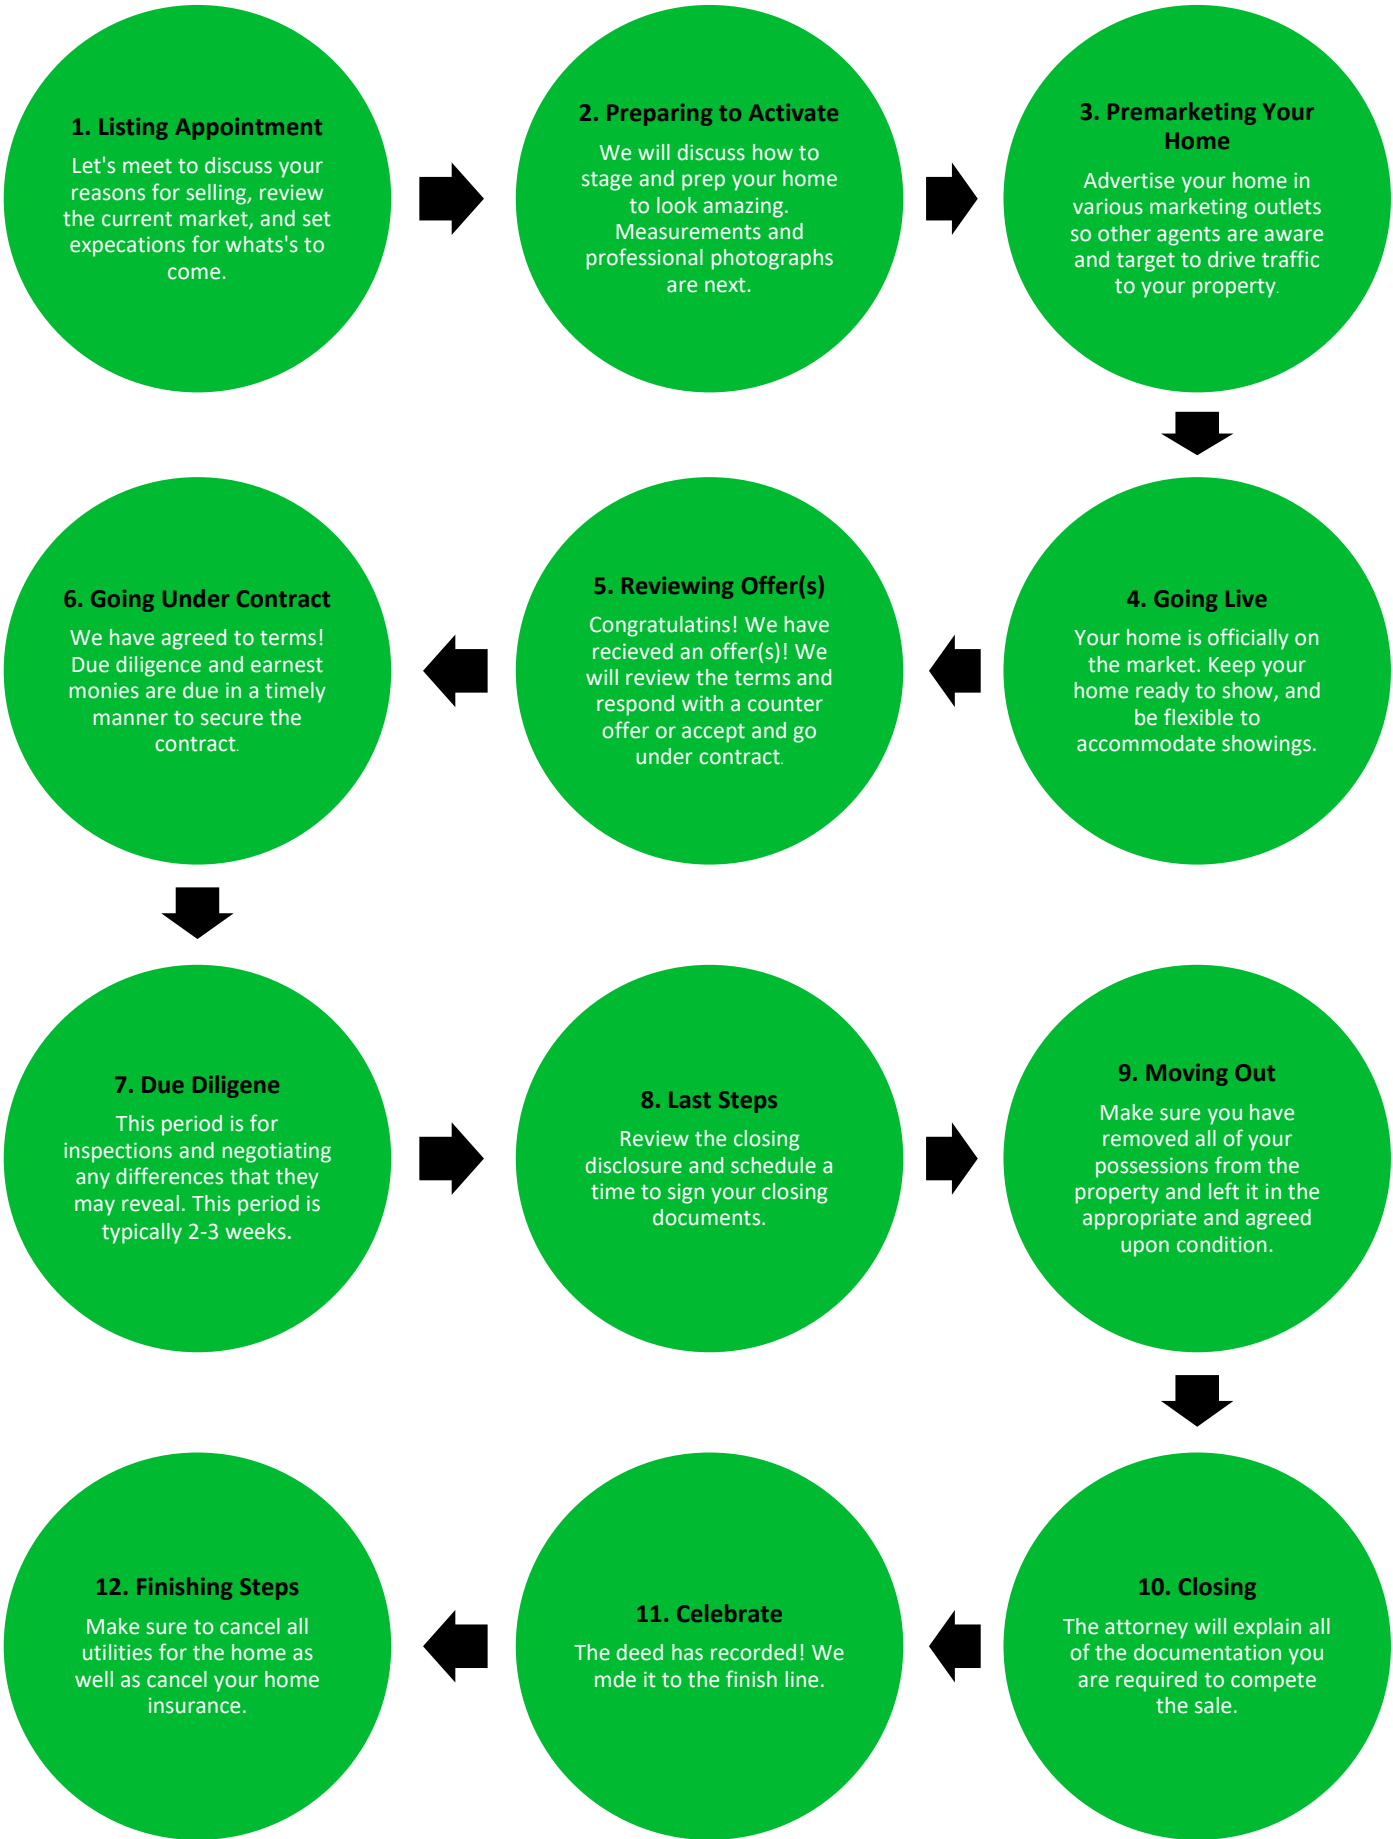 1. Listing Appointment
Let's meet to discuss your
reasons for selling, review
the current market, and set
expecations for whats's to
come.
2. Preparing to Activate
We will discuss how to
stage and prep your home
to look amazing.
Measurements and
professional photographs
are next.
3. Premarketing Your
Home
Advertise your home in
various marketing outlets
so other agents are aware
and target to drive traffic
to your property.
4. Going Live
Your home is officially on
the market. Keep your
home ready to show, and
be flexible to
accommodate showings.
5. Reviewing Offer(s)
Congratulatins! We have
recieved an offer(s)! We
will review the terms and
respond with a counter
offer or accept and go
under contract.
6. Going Under Contract
We have agreed to terms!
Due diligence and earnest
monies are due in a timely
manner to secure the
contract.
7. Due Diligene
This period is for
inspections and negotiating
any differences that they
may reveal. This period is
typically 2-3 weeks.
8. Last Steps
Review the closing
disclosure and schedule a
time to sign your closing
documents.
9. Moving Out
Make sure you have
removed all of your
possessions from the
property and left it in the
appropriate and agreed
upon condition.
10. Closing
The attorney will explain all
of the documentation you
are required to compete
the sale.
11. Celebrate
The deed has recorded! We
mde it to the finish line.
12. Finishing Steps
Make sure to cancel all
utilities for the home as
well as cancel your home
insurance.